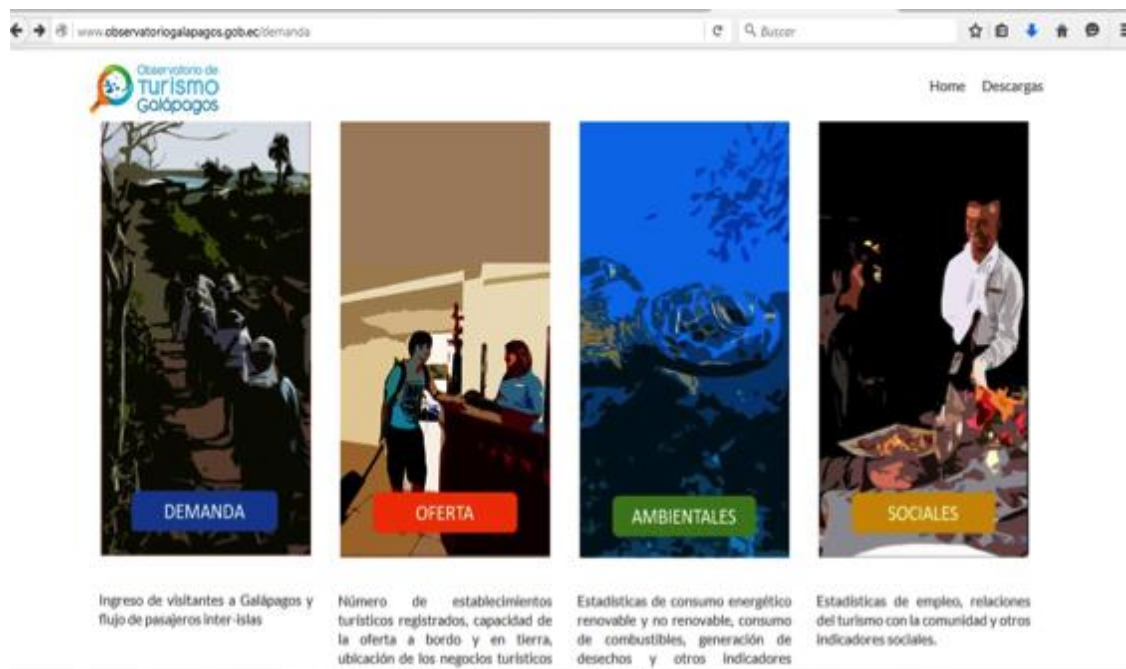 www.observatoriogalapagos.gob.ec/demanda
Buscar
Observatorio de
Turismo
Galápagos
Home Descargas
DEMANDA
OFERTA
AMBIENTALES
SOCIALES
Ingreso de visitantes a Galápagos y
flujo de pasajeros inter-islas
Número de establecimientos
turísticos registrados, capacidad de
la oferta a bordo y en tierra,
ubicación de los negocios turísticos
Estadísticas de consumo energético
renovable y no renovable, consumo
de combustibles, generación de
desechos y otros indicadores
Estadísticas de empleo, relaciones
del turismo con la comunidad y otros
indicadores sociales.